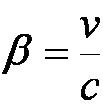 β = v/c